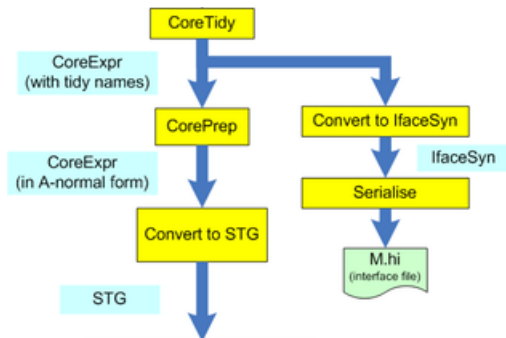 CoreTidy
CoreExpr
(with tidy names)
CorePrep
Convert to IfaceSyn
CoreExpr
(in A-normal form)
IfaceSyn
Serialise
Convert to STG
M.hi
(interface file)
STG